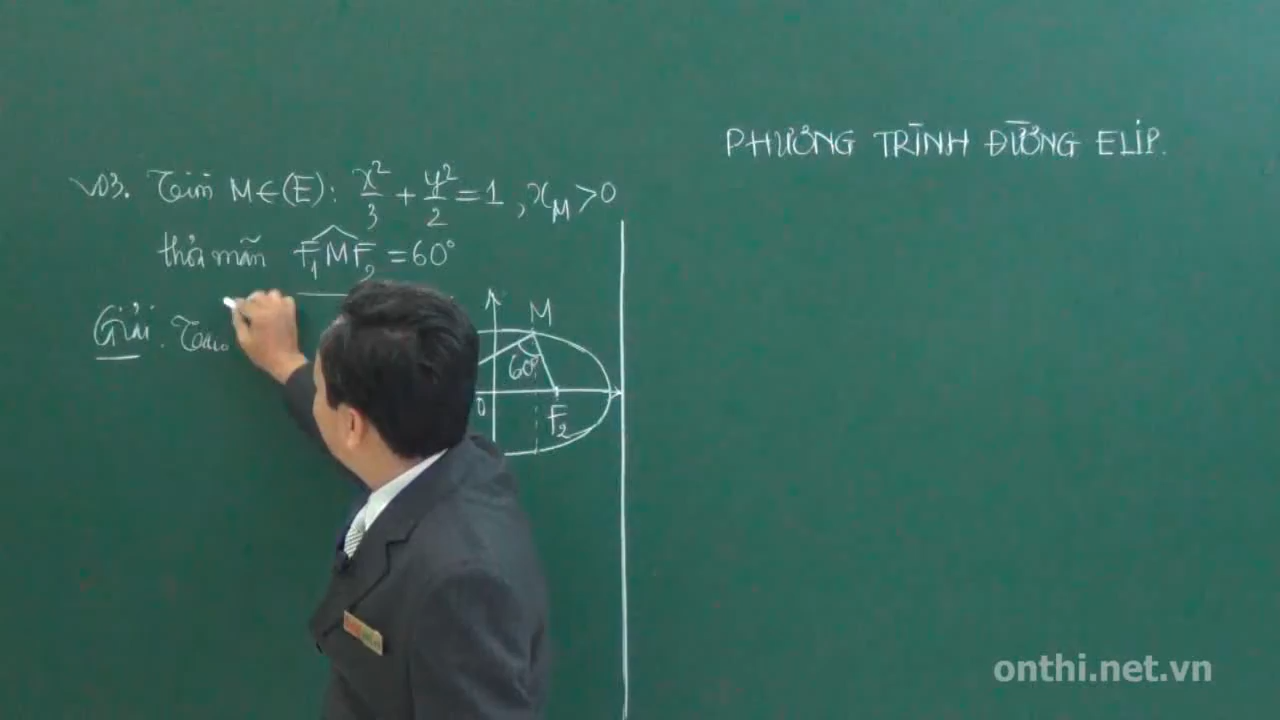 PHƯƠNG TRÌNH ĐƯỜNG ELIP.
VD3. Tìm M∈(E): x²/3 + y²/2 = 1, x_M > 0
thỏa mãn F₁MF₂ = 60°
Giải.
M
60°
0
F₂
onthi.net.vn